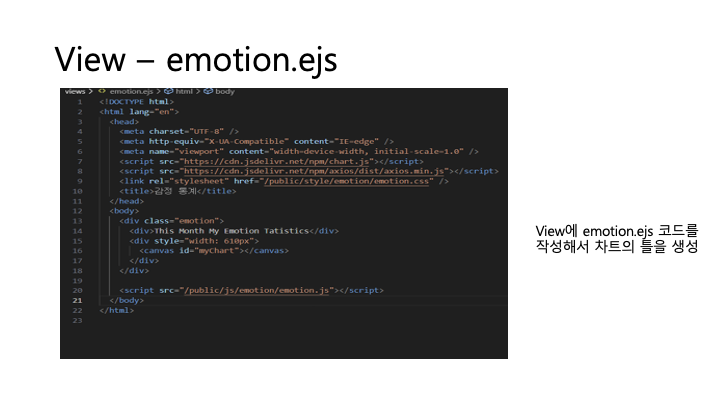 View – emotion.ejs
views > emotion.ejs > html > body
1 <!DOCTYPE html>
2 <html lang="en">
3 <head>
4 <meta charset="UTF-8" />
5 <meta http-equiv="X-UA-Compatible" content="IE=edge" />
6 <meta name="viewport" content="width=device-width, initial-scale=1.0" />
7 <script src="https://cdn.jsdelivr.net/npm/chart.js"></script>
8 <script src="https://cdn.jsdelivr.net/npm/axios/dist/axios.min.js"></script>
9 <link rel="stylesheet" href="/public/style/emotion/emotion.css" />
10 <title>감정 통계</title>
11 </head>
12 <body>
13 <div class="emotion">
14 <div>This Month My Emotion Tatistics</div>
15 <div style="width: 610px">
16 <canvas id="myChart"></canvas>
17 </div>
18 </div>
19
20 <script src="/public/js/emotion/emotion.js"></script>
21 </body>
22 </html>
23
View에 emotion.ejs 코드를
작성해서 차트의 틀을 생성